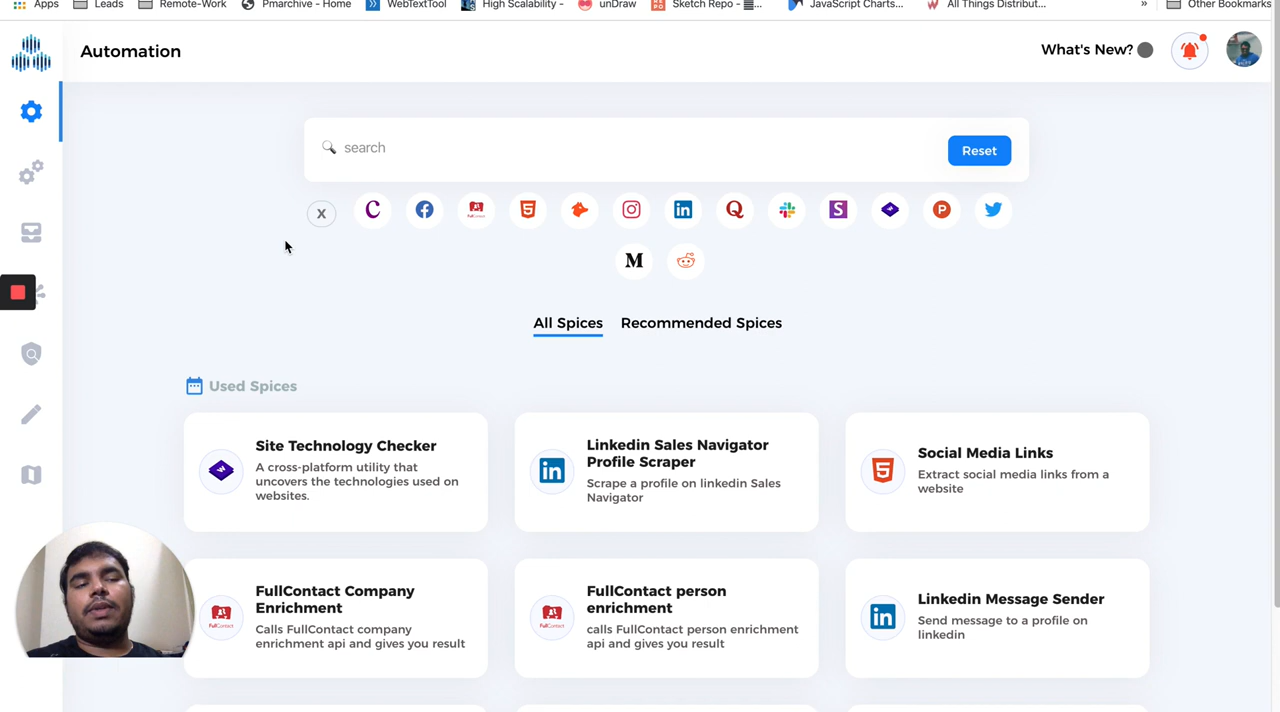 Apps Leads Remote-Work Pmarchive - Home WebTextTool High Scalability - unDraw Sketch Repo - JavaScript Charts... All Things Distribut... » Other Bookmarks
Automation
What's New?
search
Reset
X
M
All Spices Recommended Spices
Used Spices
Site Technology Checker
A cross-platform utility that
uncovers the technologies used on
websites.
Linkedin Sales Navigator
Profile Scraper
Scrape a profile on linkedin Sales
Navigator
Social Media Links
Extract social media links from a
website
FullContact Company
Enrichment
Calls FullContact company
enrichment api and gives you result
FullContact person
enrichment
calls FullContact person enrichment
api and gives you result
Linkedin Message Sender
Send message to a profile on
linkedin